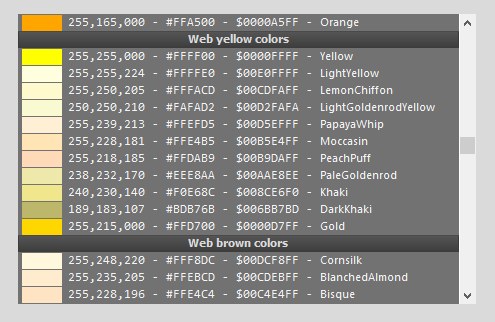 255,165,000 - #FFA500 - $0000A5FF - Orange
Web yellow colors
255,255,000 - #FFFF00 - $0000FFFF - Yellow
255,255,224 - #FFFFE0 - $00E0FFFF - LightYellow
255,250,205 - #FFFACD - $00CDFAFF - LemonChiffon
250,250,210 - #FAFAD2 - $00D2FAFA - LightGoldenrodYellow
255,239,213 - #FFEFD5 - $00D5EFFF - PapayaWhip
255,228,181 - #FFE4B5 - $00B5E4FF - Moccasin
255,218,185 - #FFDAB9 - $00B9DAFF - PeachPuff
238,232,170 - #EEE8AA - $00AAE8EE - PaleGoldenrod
240,230,140 - #F0E68C - $008CE6F0 - Khaki
189,183,107 - #BDB76B - $006BB7BD - DarkKhaki
255,215,000 - #FFD700 - $0000D7FF - Gold
Web brown colors
255,248,220 - #FFF8DC - $00DCF8FF - Cornsilk
255,235,205 - #FFEBCD - $00CDEBFF - BlanchedAlmond
255,228,196 - #FFE4C4 - $00C4E4FF - Bisque